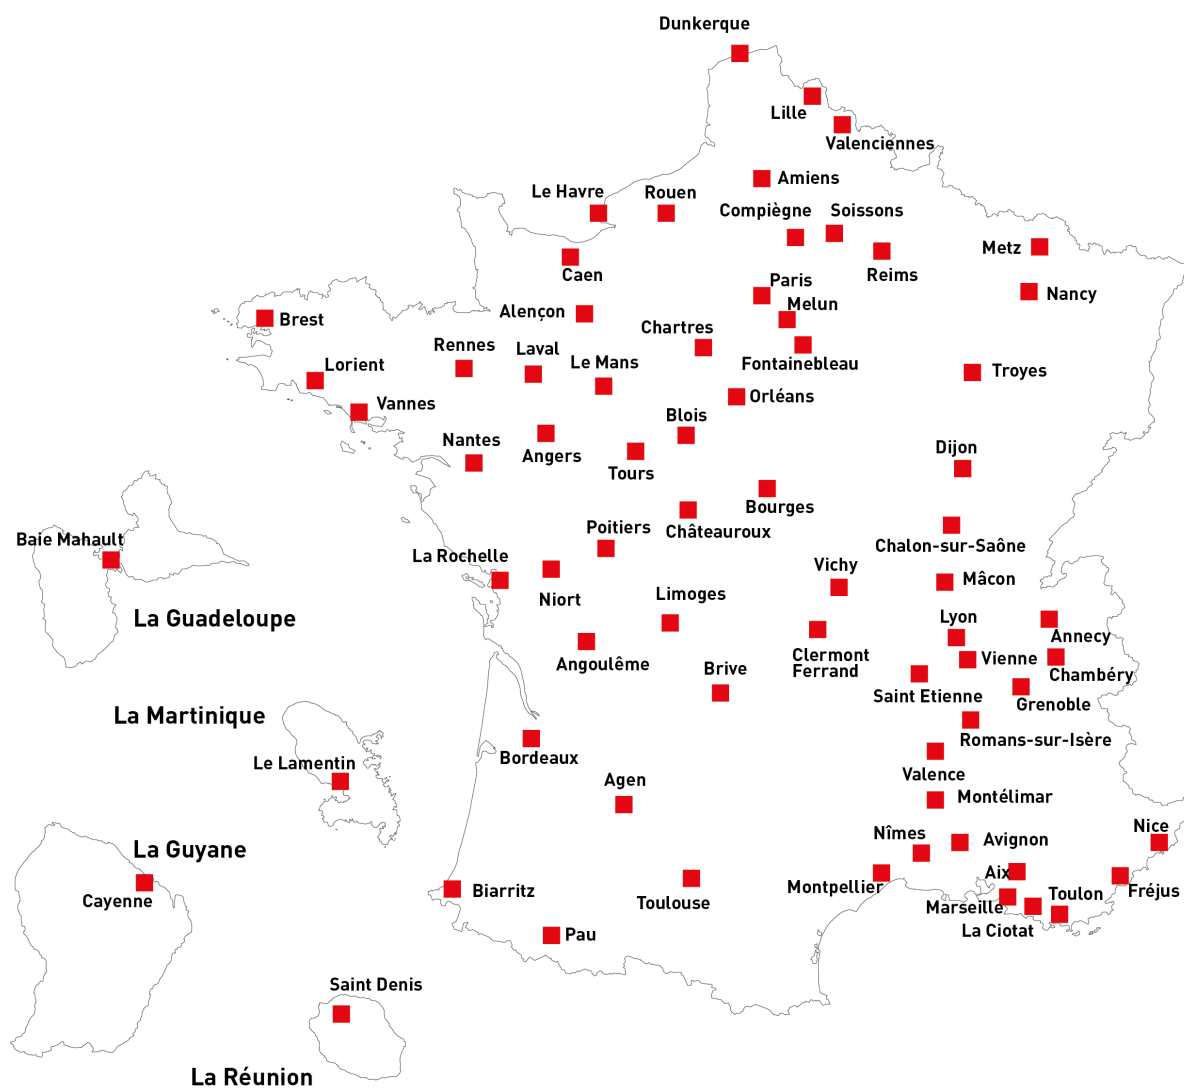 Dunkerque
Lille
Valenciennes
Amiens
Le Havre
Rouen
Compiègne
Soissons
Metz
Reims
Caen
Paris
Nancy
Melun
Alençon
Brest
Chartres
Rennes
Laval
Le Mans
Fontainebleau
Lorient
Troyes
Orléans
Vannes
Blois
Nantes
Angers
Tours
Dijon
Bourges
Poitiers
Châteauroux
Baie Mahault
Chalon-sur-Saône
La Rochelle
Vichy
Mâcon
Niort
Limoges
La Guadeloupe
Lyon
Annecy
Angoulême
Clermont
Ferrand
Vienne
Brive
Chambéry
Saint Etienne
Grenoble
La Martinique
Romans-sur-Isère
Bordeaux
Le Lamentin
Valence
Agen
Montélimar
Nice
Nîmes
Avignon
La Guyane
Aix
Montpellier
Biarritz
Toulouse
Fréjus
Toulon
Cayenne
Marseille
La Ciotat
Pau
Saint Denis
La Réunion